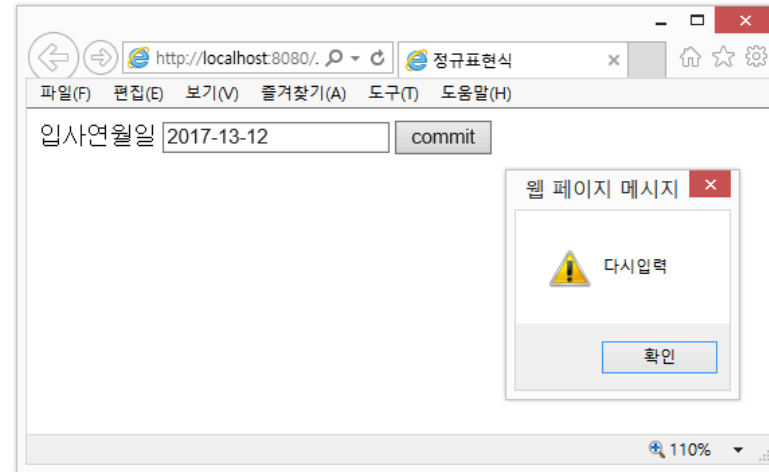 http://localhost:8080/. 정규표현식
파일(F) 편집(E) 보기(V) 즐겨찾기(A) 도구(T) 도움말(H)
입사연월일 2017-13-12 commit
웹 페이지 메시지
다시입력
확인
110%